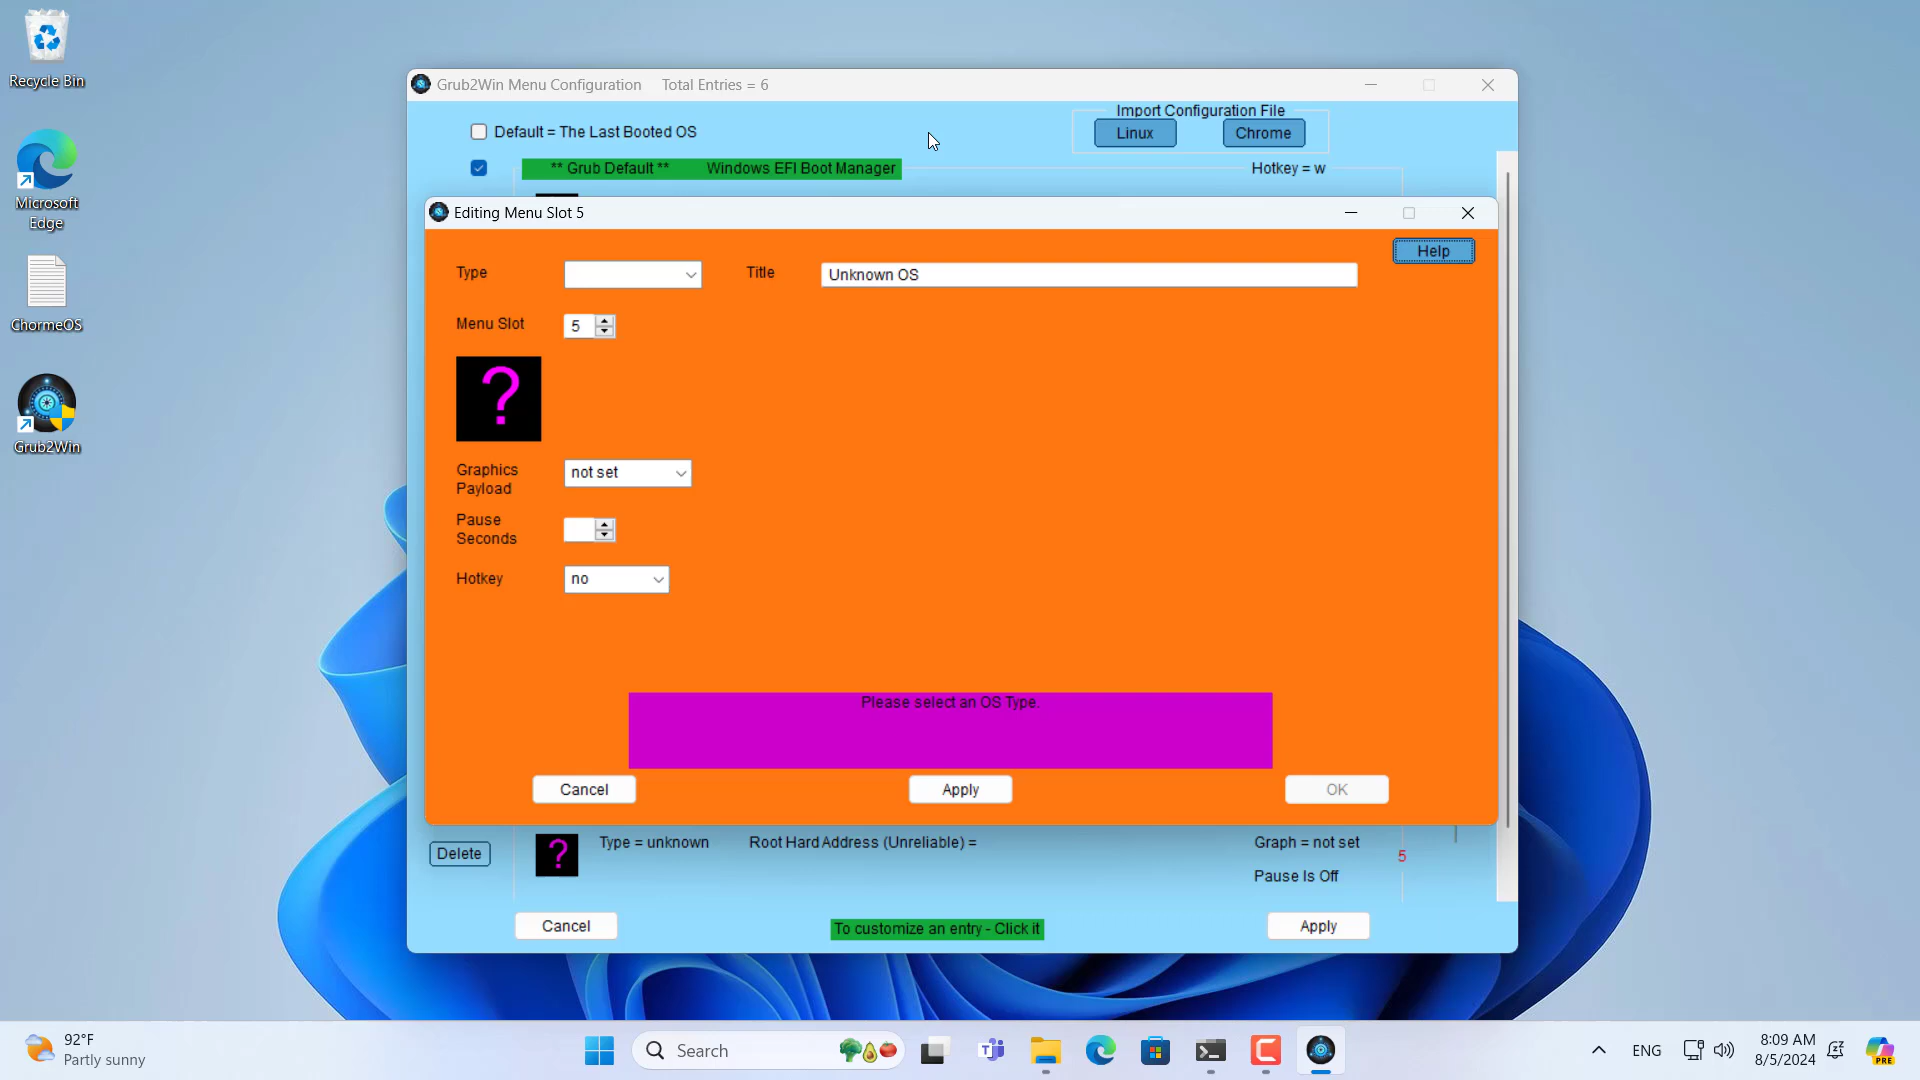 Recycle Bin
Microsoft
Edge
ChormeOS
Grub2Win
Grub2Win Menu Configuration Total Entries = 6
Default = The Last Booted OS
Import Configuration File
Linux
Chrome
** Grub Default ** Windows EFI Boot Manager
Hotkey = w
Editing Menu Slot 5
Help
Type
Title
Unknown OS
Menu Slot
5
?
Graphics
Payload
not set
Pause
Seconds
Hotkey
no
Please select an OS Type.
Cancel
Apply
OK
Delete
?
Type = unknown
Root Hard Address (Unreliable) =
Graph = not set
5
Pause Is Off
Cancel
To customize an entry - Click it
Apply
92°F
Partly sunny
Search
ENG
8:09 AM
8/5/2024
PRE